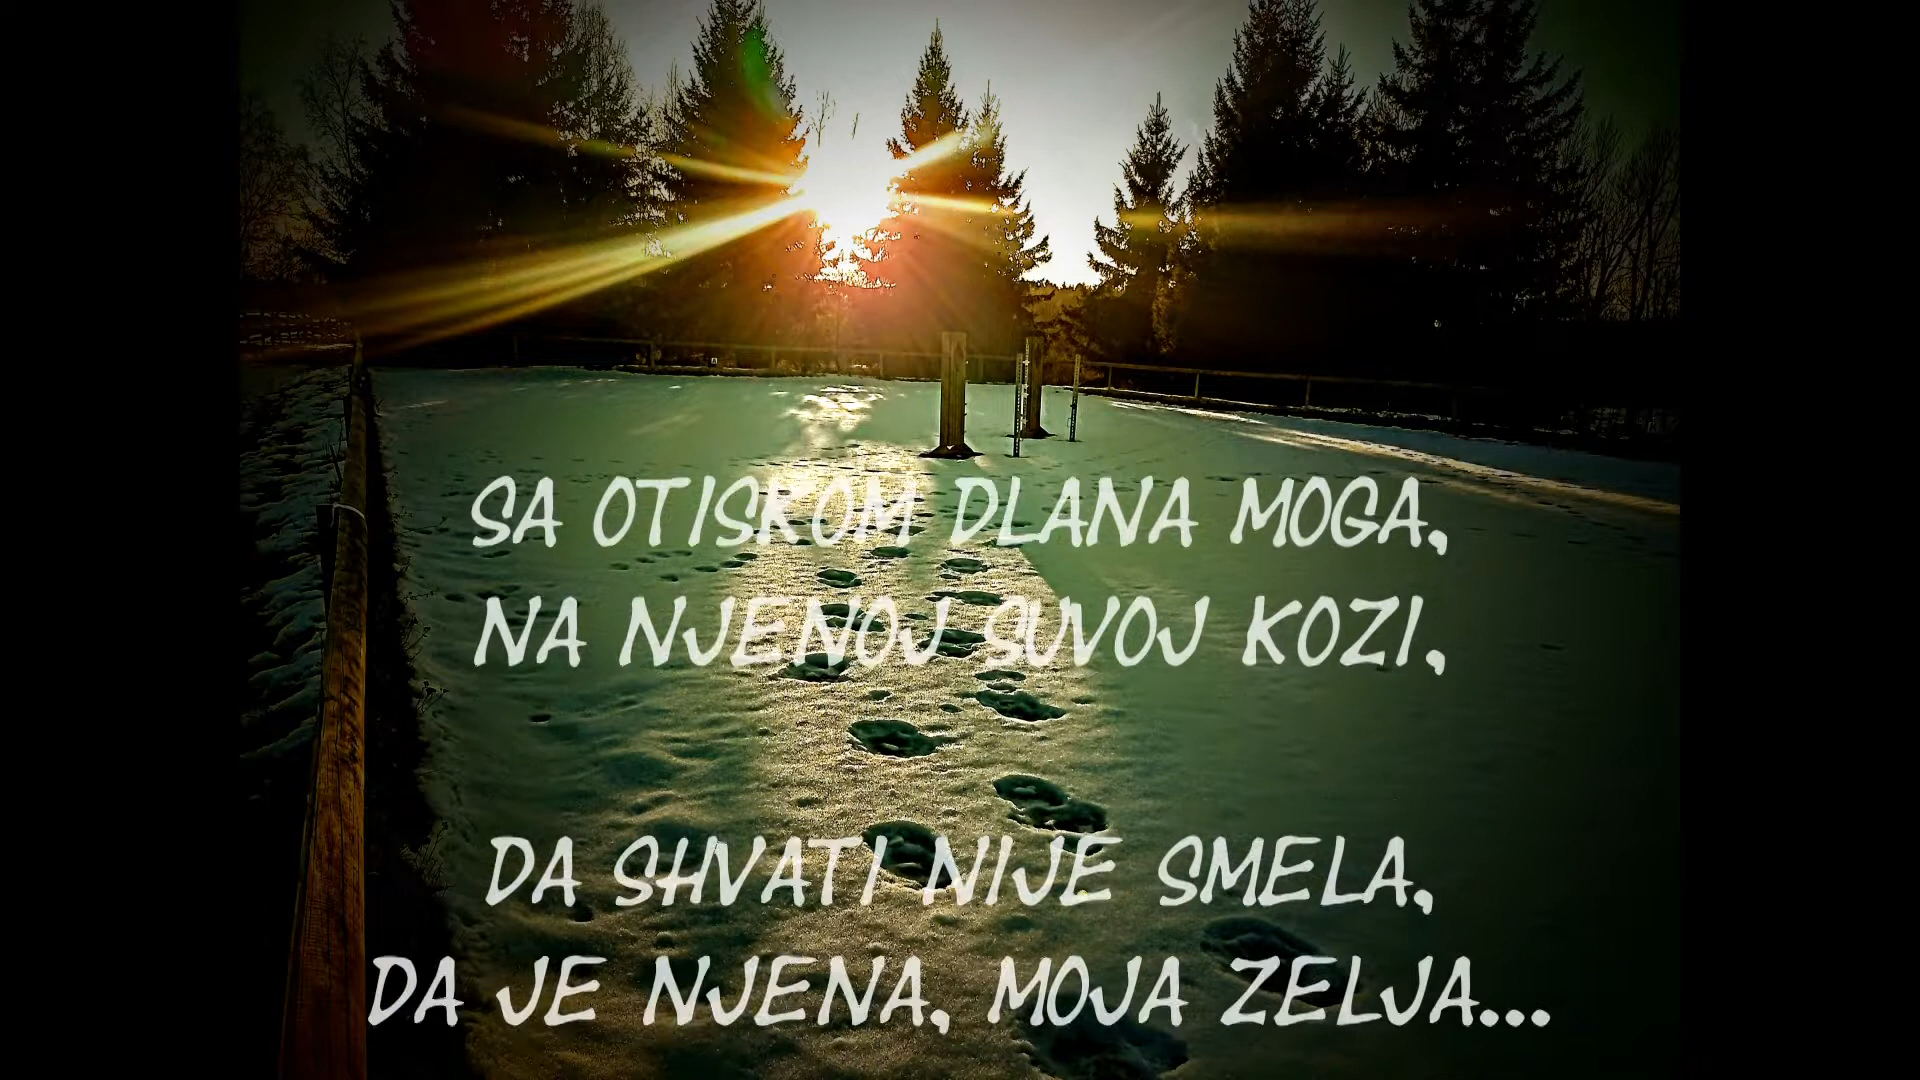 SA OTISKOM DLANA MOGA,
NA NJENOJ SUVOJ KOZI,
DA SHVATI NIJE SMELA,
DA JE NJENA, MOJA ZELJA...